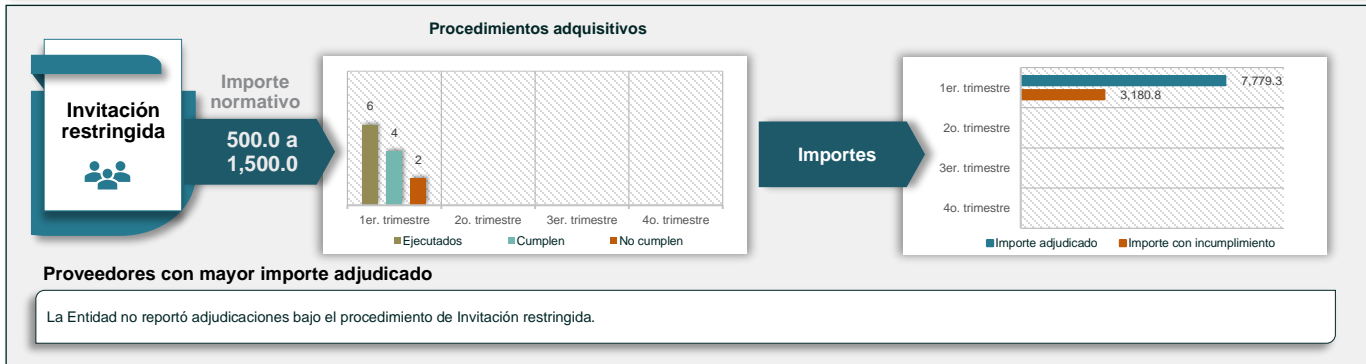 Procedimientos adquisitivos
Invitación
restringida
Importe
normativo
500.0 a
1,500.0
6
4
2
1er. trimestre
2o. trimestre
3er. trimestre
4o. trimestre
Ejecutados
Cumplen
No cumplen
Importes
1er. trimestre
7,779.3
3,180.8
2o. trimestre
3er. trimestre
4o. trimestre
Importe adjudicado
Importe con incumplimiento
Proveedores con mayor importe adjudicado
La Entidad no reportó adjudicaciones bajo el procedimiento de Invitación restringida.